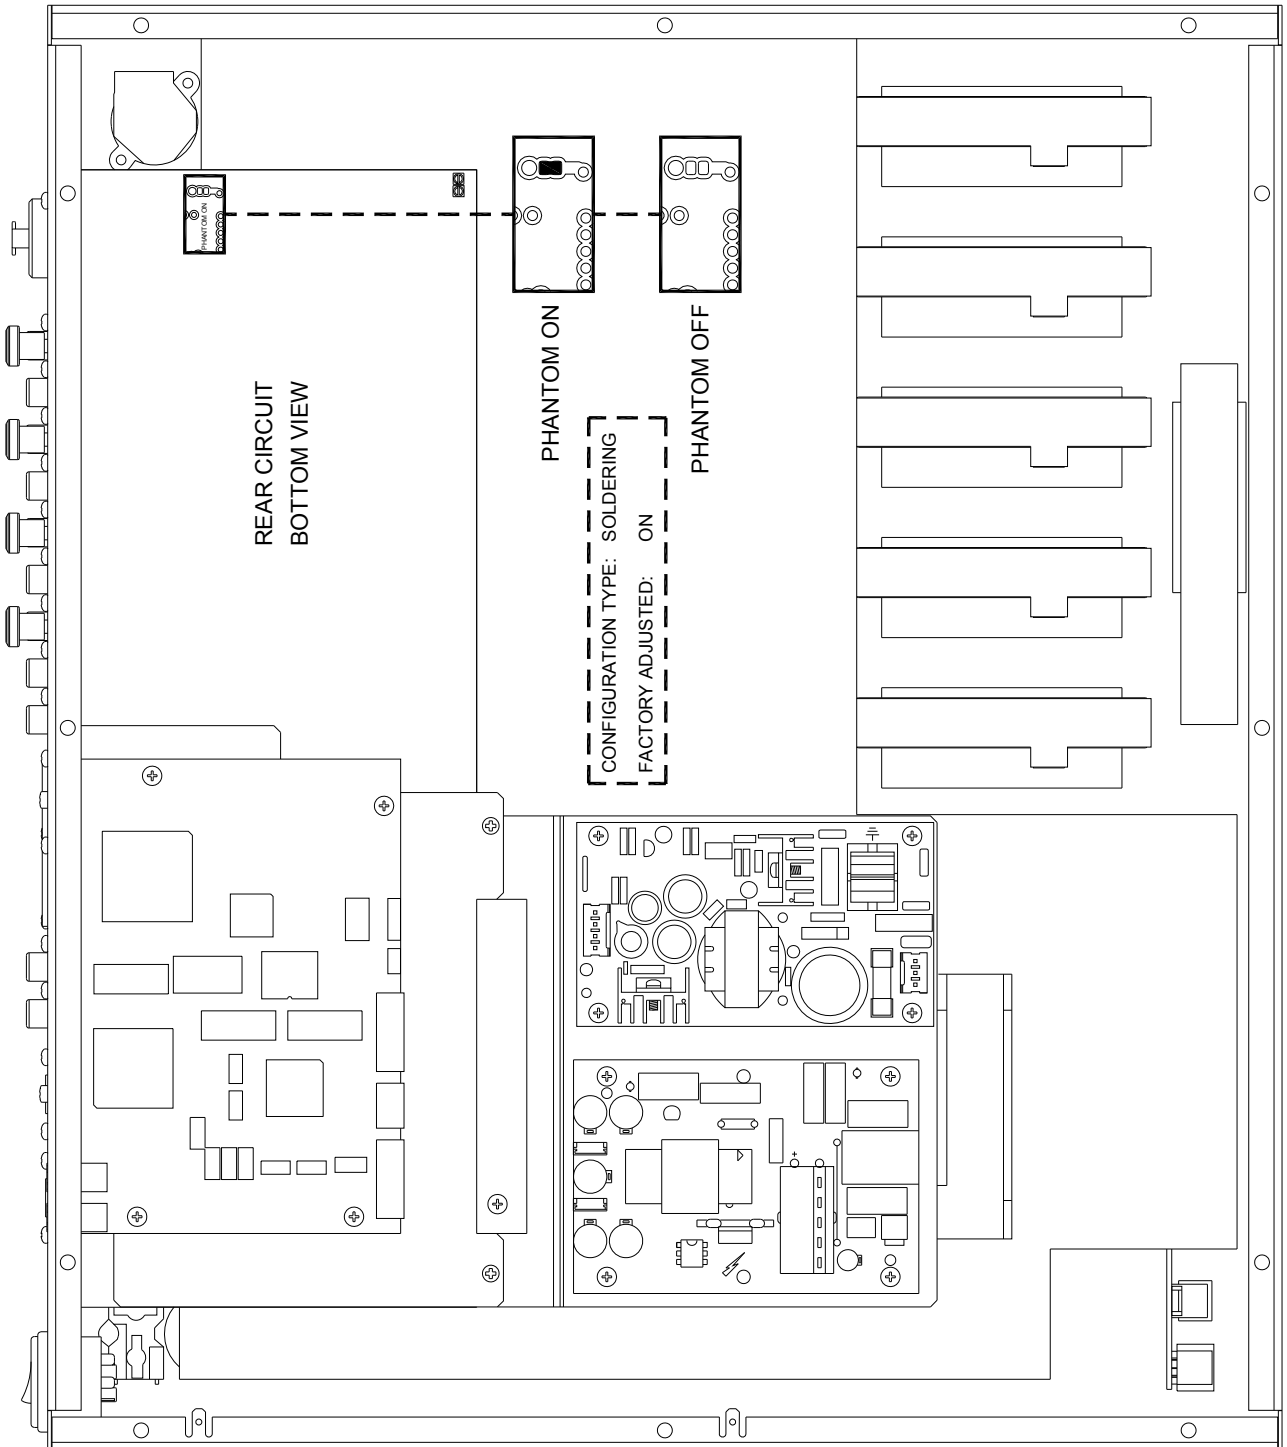 PHANTOM ON
REAR CIRCUIT
BOTTOM VIEW
PHANTOM ON
PHANTOM OFF
CONFIGURATION TYPE: SOLDERING
FACTORY ADJUSTED: ON